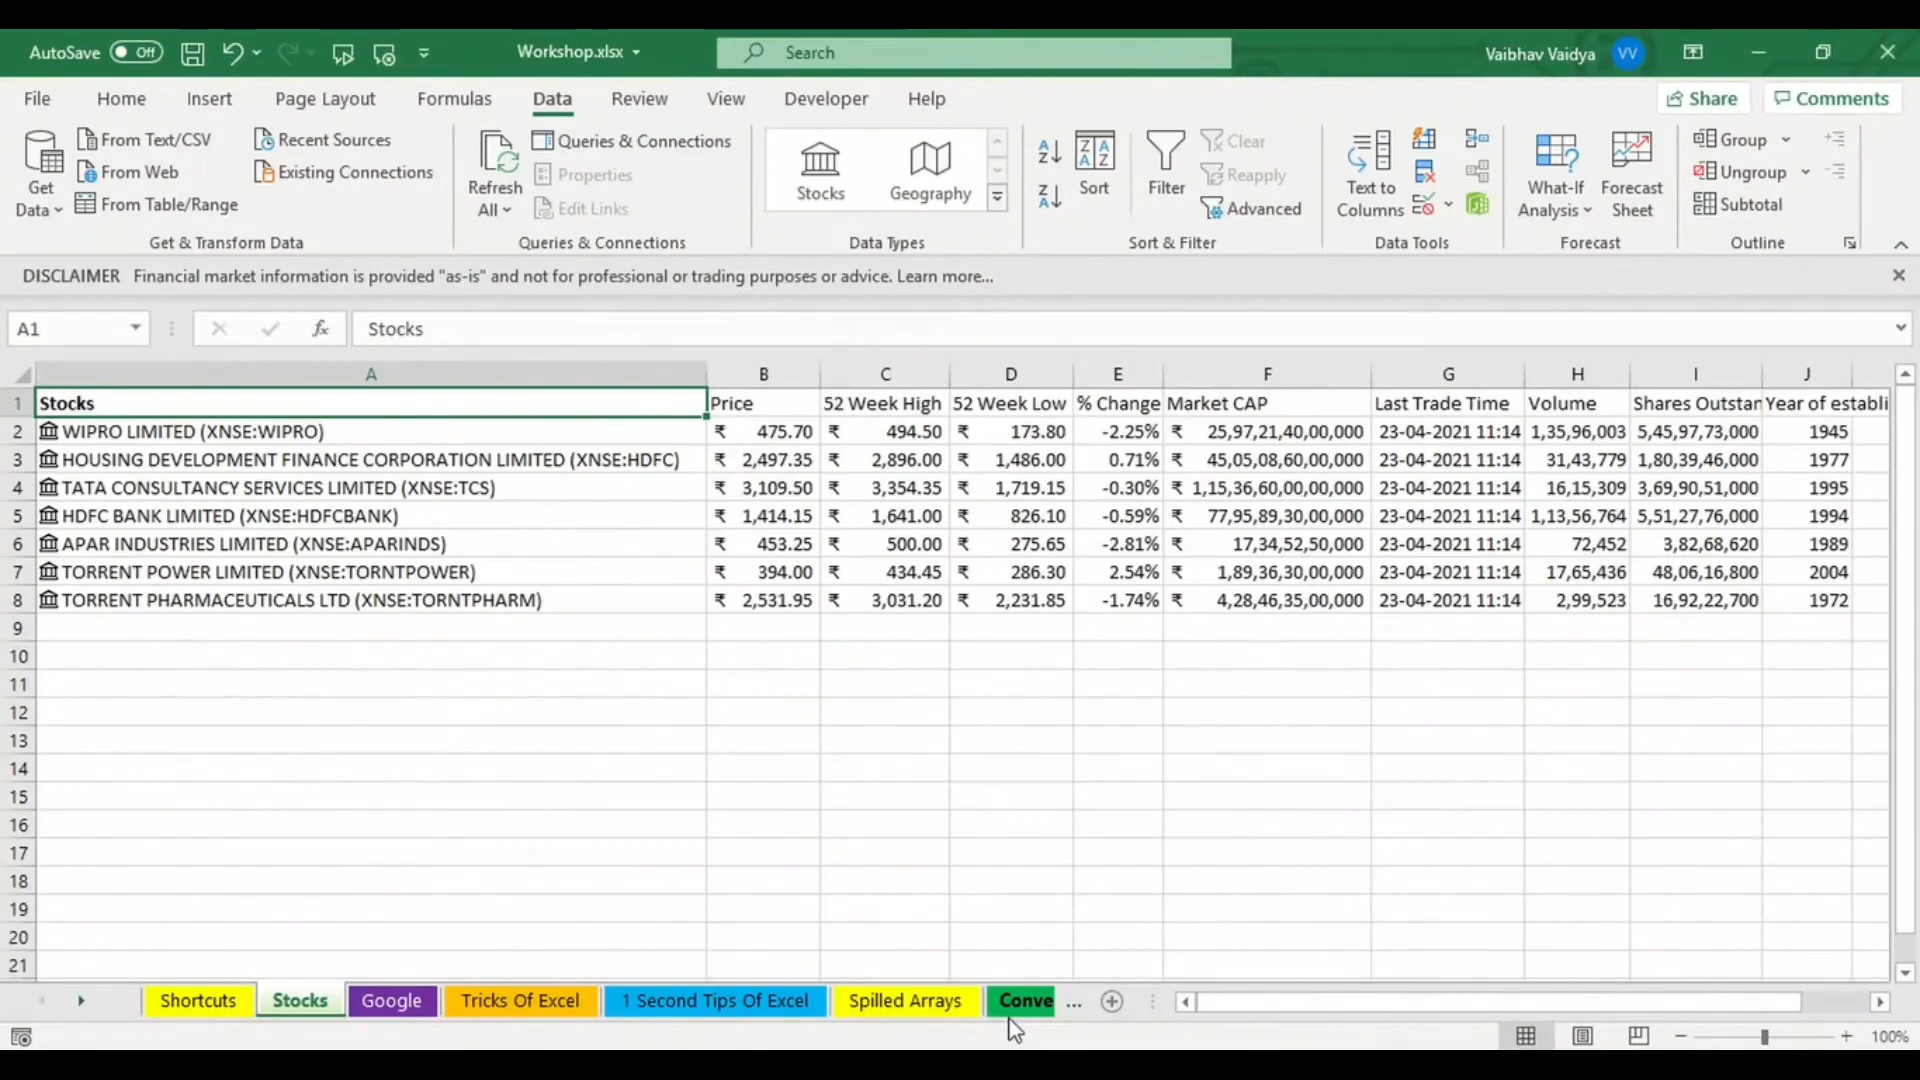 AutoSave Off Workshop.xlsx Search Vaibhav Vaidya VV
File Home Insert Page Layout Formulas Data Review View Developer Help Share Comments
Get Data
From Text/CSV
From Web
From Table/Range
Recent Sources
Existing Connections
Get & Transform Data
Refresh All
Queries & Connections
Properties
Edit Links
Queries & Connections
Stocks Geography
Data Types
Sort
Filter
Clear
Reapply
Advanced
Sort & Filter
Text to Columns
Data Tools
What-If Analysis
Forecast Sheet
Forecast
Group
Ungroup
Subtotal
Outline
DISCLAIMER Financial market information is provided "as-is" and not for professional or trading purposes or advice. Learn more...
A1 fx Stocks
A B C D E F G H I J
1 Stocks Price 52 Week High 52 Week Low % Change Market CAP Last Trade Time Volume Shares Outstan Year of establi
2 WIPRO LIMITED (XNSE:WIPRO) ₹ 475.70 ₹ 494.50 ₹ 173.80 -2.25% ₹ 25,97,21,40,00,000 23-04-2021 11:14 1,35,96,003 5,45,97,73,000 1945
3 HOUSING DEVELOPMENT FINANCE CORPORATION LIMITED (XNSE:HDFC) ₹ 2,497.35 ₹ 2,896.00 ₹ 1,486.00 0.71% ₹ 45,05,08,60,00,000 23-04-2021 11:14 31,43,779 1,80,39,46,000 1977
4 TATA CONSULTANCY SERVICES LIMITED (XNSE:TCS) ₹ 3,109.50 ₹ 3,354.35 ₹ 1,719.15 -0.30% ₹ 1,15,36,60,00,00,000 23-04-2021 11:14 16,15,309 3,69,90,51,000 1995
5 HDFC BANK LIMITED (XNSE:HDFCBANK) ₹ 1,414.15 ₹ 1,641.00 ₹ 826.10 -0.59% ₹ 77,95,89,30,00,000 23-04-2021 11:14 1,13,56,764 5,51,27,76,000 1994
6 APAR INDUSTRIES LIMITED (XNSE:APARINDS) ₹ 453.25 ₹ 500.00 ₹ 275.65 -2.81% ₹ 17,34,52,50,000 23-04-2021 11:14 72,452 3,82,68,620 1989
7 TORRENT POWER LIMITED (XNSE:TORNTPOWER) ₹ 394.00 ₹ 434.45 ₹ 286.30 2.54% ₹ 1,89,36,30,00,000 23-04-2021 11:14 17,65,436 48,06,16,800 2004
8 TORRENT PHARMACEUTICALS LTD (XNSE:TORNTPHARM) ₹ 2,531.95 ₹ 3,031.20 ₹ 2,231.85 -1.74% ₹ 4,28,46,35,00,000 23-04-2021 11:14 2,99,523 16,92,22,700 1972
9
10
11
12
13
14
15
16
17
18
19
20
21
Shortcuts Stocks Google Tricks Of Excel 1 Second Tips Of Excel Spilled Arrays Conve ...
100%